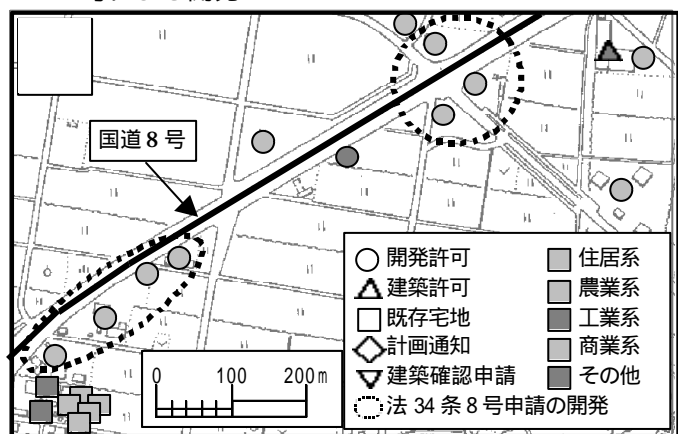 国道8号
○開発許可
△建築許可
□既存宅地
◇計画通知
▽建築確認申請
法34条8号申請の開発
住居系
農業系
工業系
商業系
その他
0 100 200m